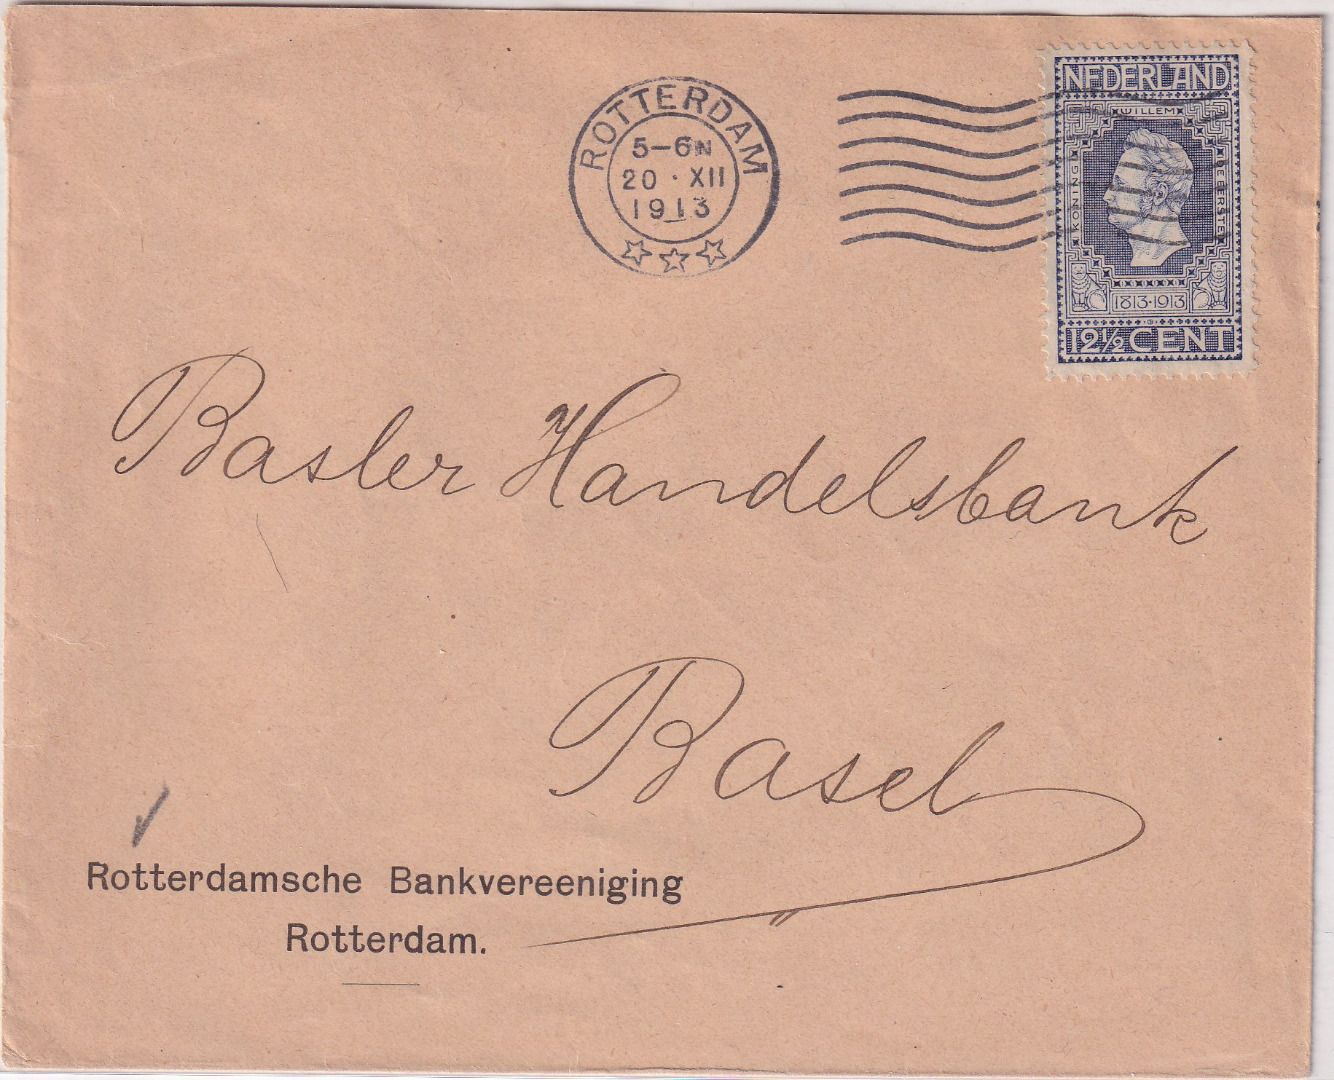 ROTTERDAM
5-6N
20 · XII
1913
NEDERLAND
WILLEM
KONING
DE EERSTE
1813·1913
12½ CENT
Basler Handelsbank
Basel
Rotterdamsche Bankvereeniging
Rotterdam.